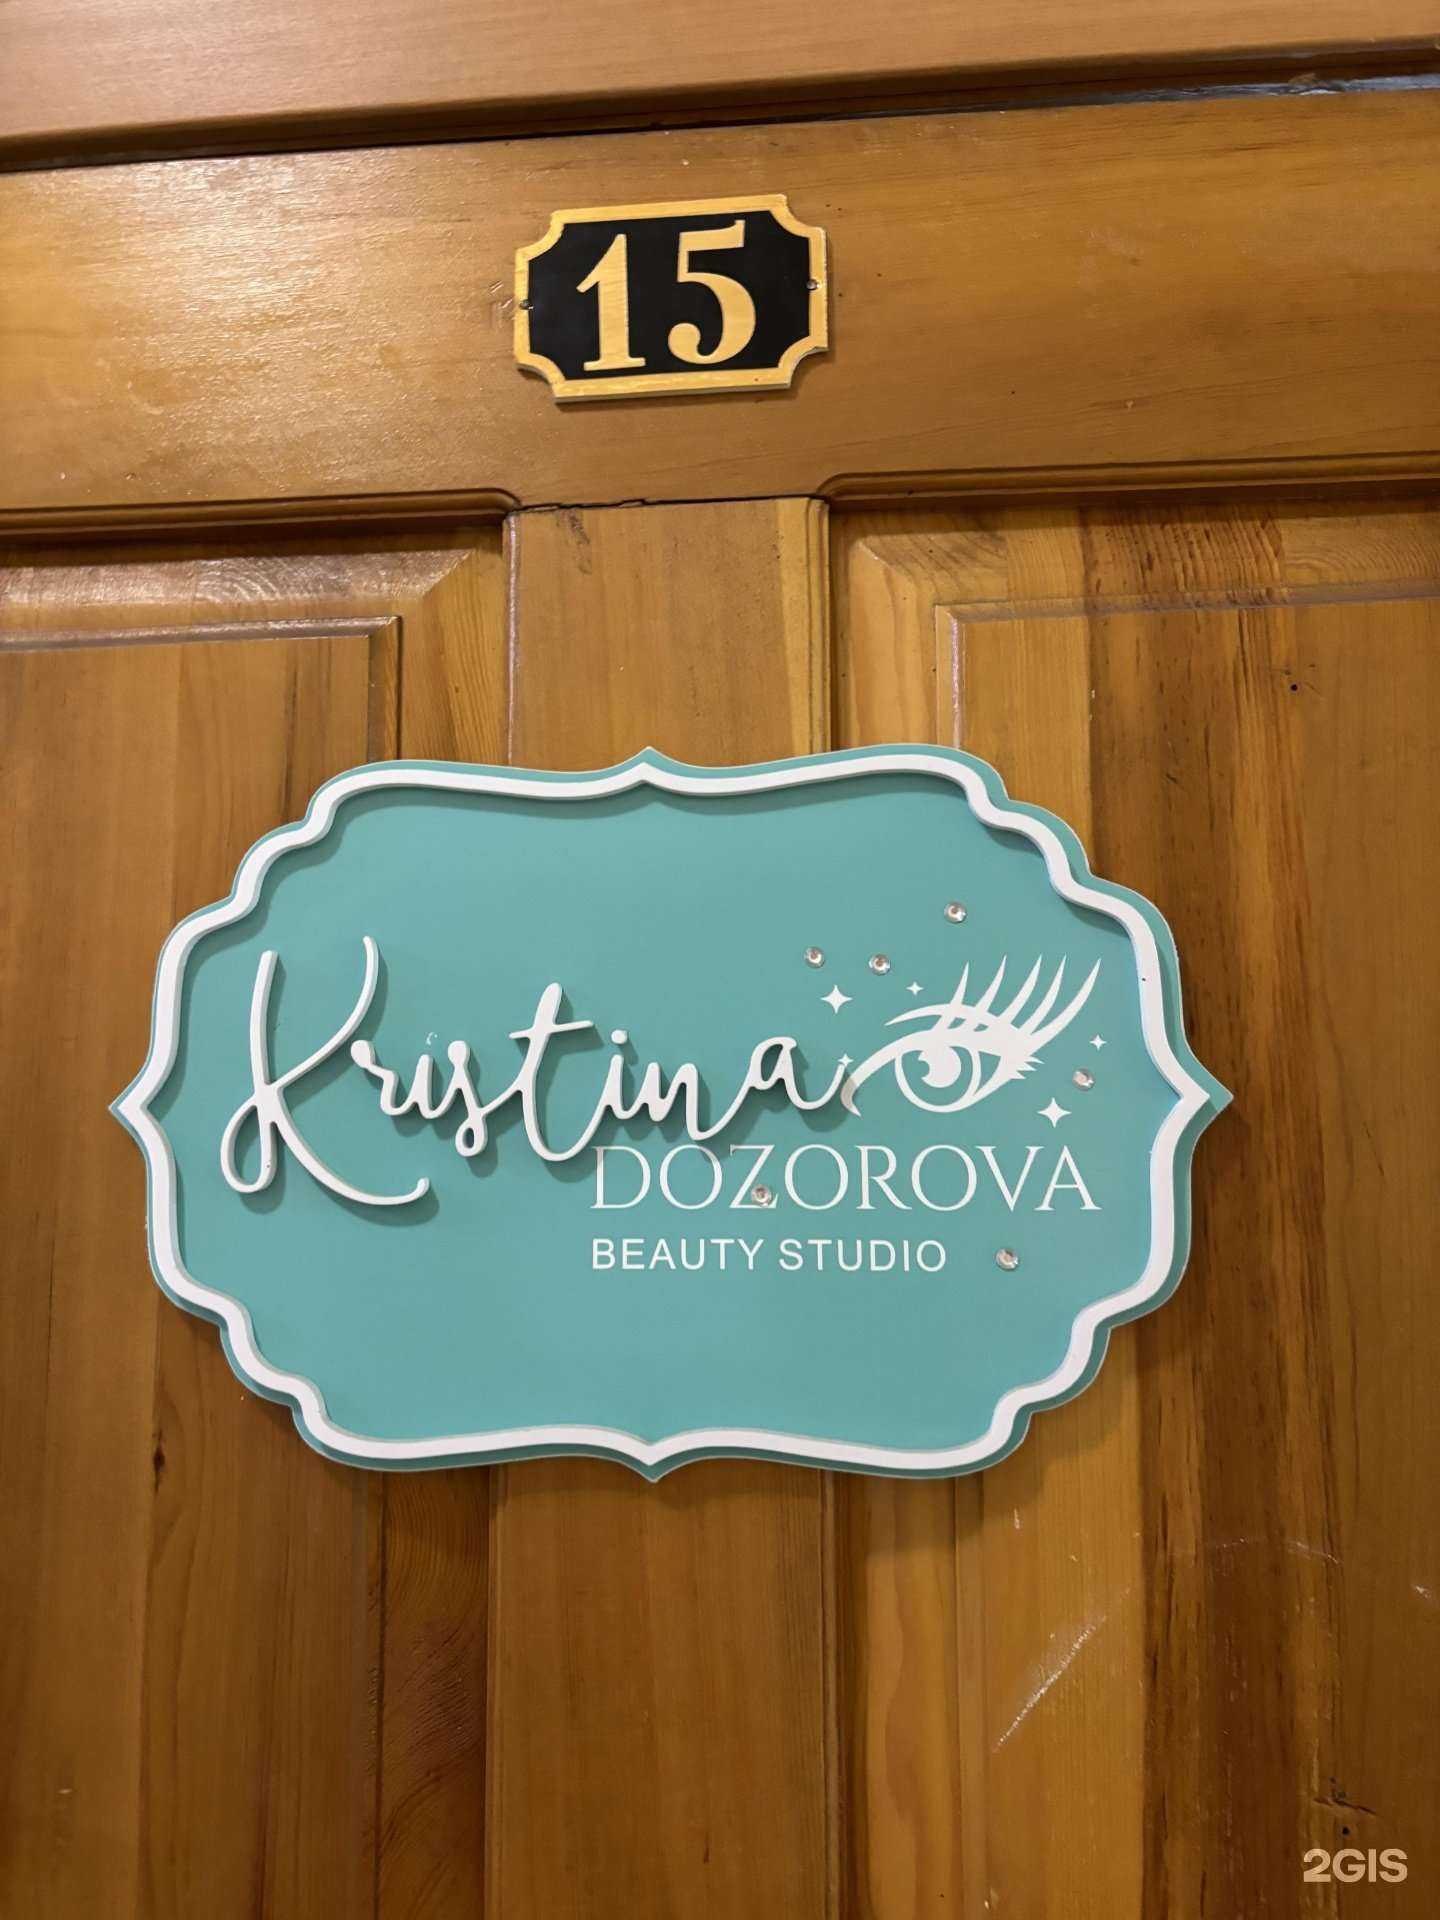 15
Kristina
DOZOROVA
BEAUTY STUDIO
2GIS